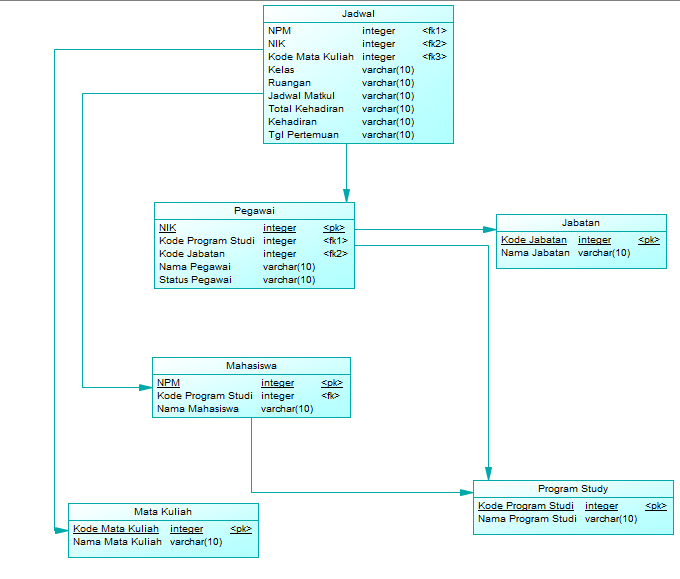 Jadwal
NPM integer <fk1>
NIK integer <fk2>
Kode Mata Kuliah integer <fk3>
Kelas varchar(10)
Ruangan varchar(10)
Jadwal Matkul varchar(10)
Total Kehadiran varchar(10)
Kehadiran varchar(10)
Tgl Pertemuan varchar(10)
Pegawai
NIK integer <pk>
Kode Program Studi integer <fk1>
Kode Jabatan integer <fk2>
Nama Pegawai varchar(10)
Status Pegawai varchar(10)
Jabatan
Kode Jabatan integer <pk>
Nama Jabatan varchar(10)
Mahasiswa
NPM integer <pk>
Kode Program Studi integer <fk>
Nama Mahasiswa varchar(10)
Program Study
Kode Program Studi integer <pk>
Nama Program Studi varchar(10)
Mata Kuliah
Kode Mata Kuliah integer <pk>
Nama Mata Kuliah varchar(10)